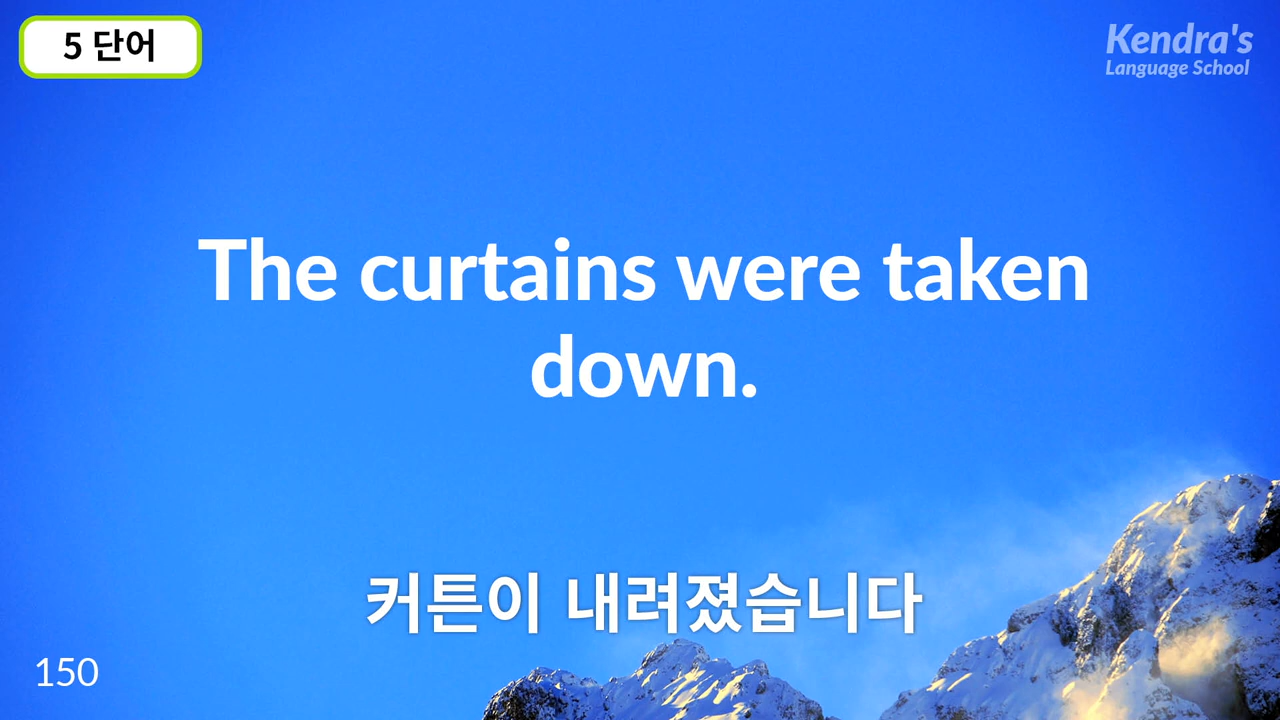 5 단어
Kendra's
Language School
The curtains were taken
down.
커튼이 내려졌습니다
150